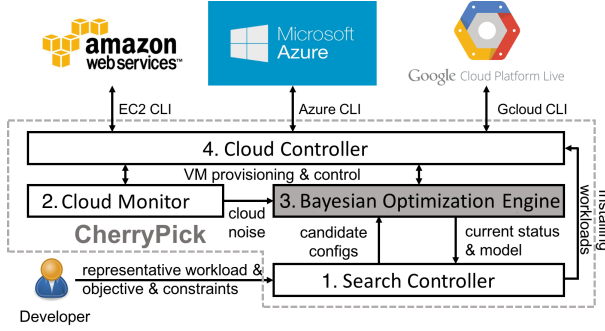 amazon
webservices™
Microsoft
Azure
Google Cloud Platform Live
EC2 CLI
Azure CLI
Gcloud CLI
4. Cloud Controller
VM provisioning & control
2. Cloud Monitor
3. Bayesian Optimization Engine
cloud
noise
CherryPick
candidate
configs
current status
& model
Installing
workloads
representative workload &
objective & constraints
1. Search Controller
Developer